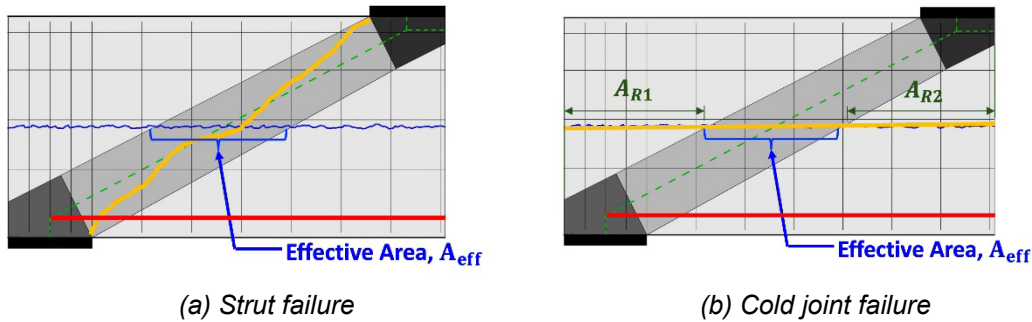 Effective Area, A_eff
(a) Strut failure
A_R1
A_R2
Effective Area, A_eff
(b) Cold joint failure